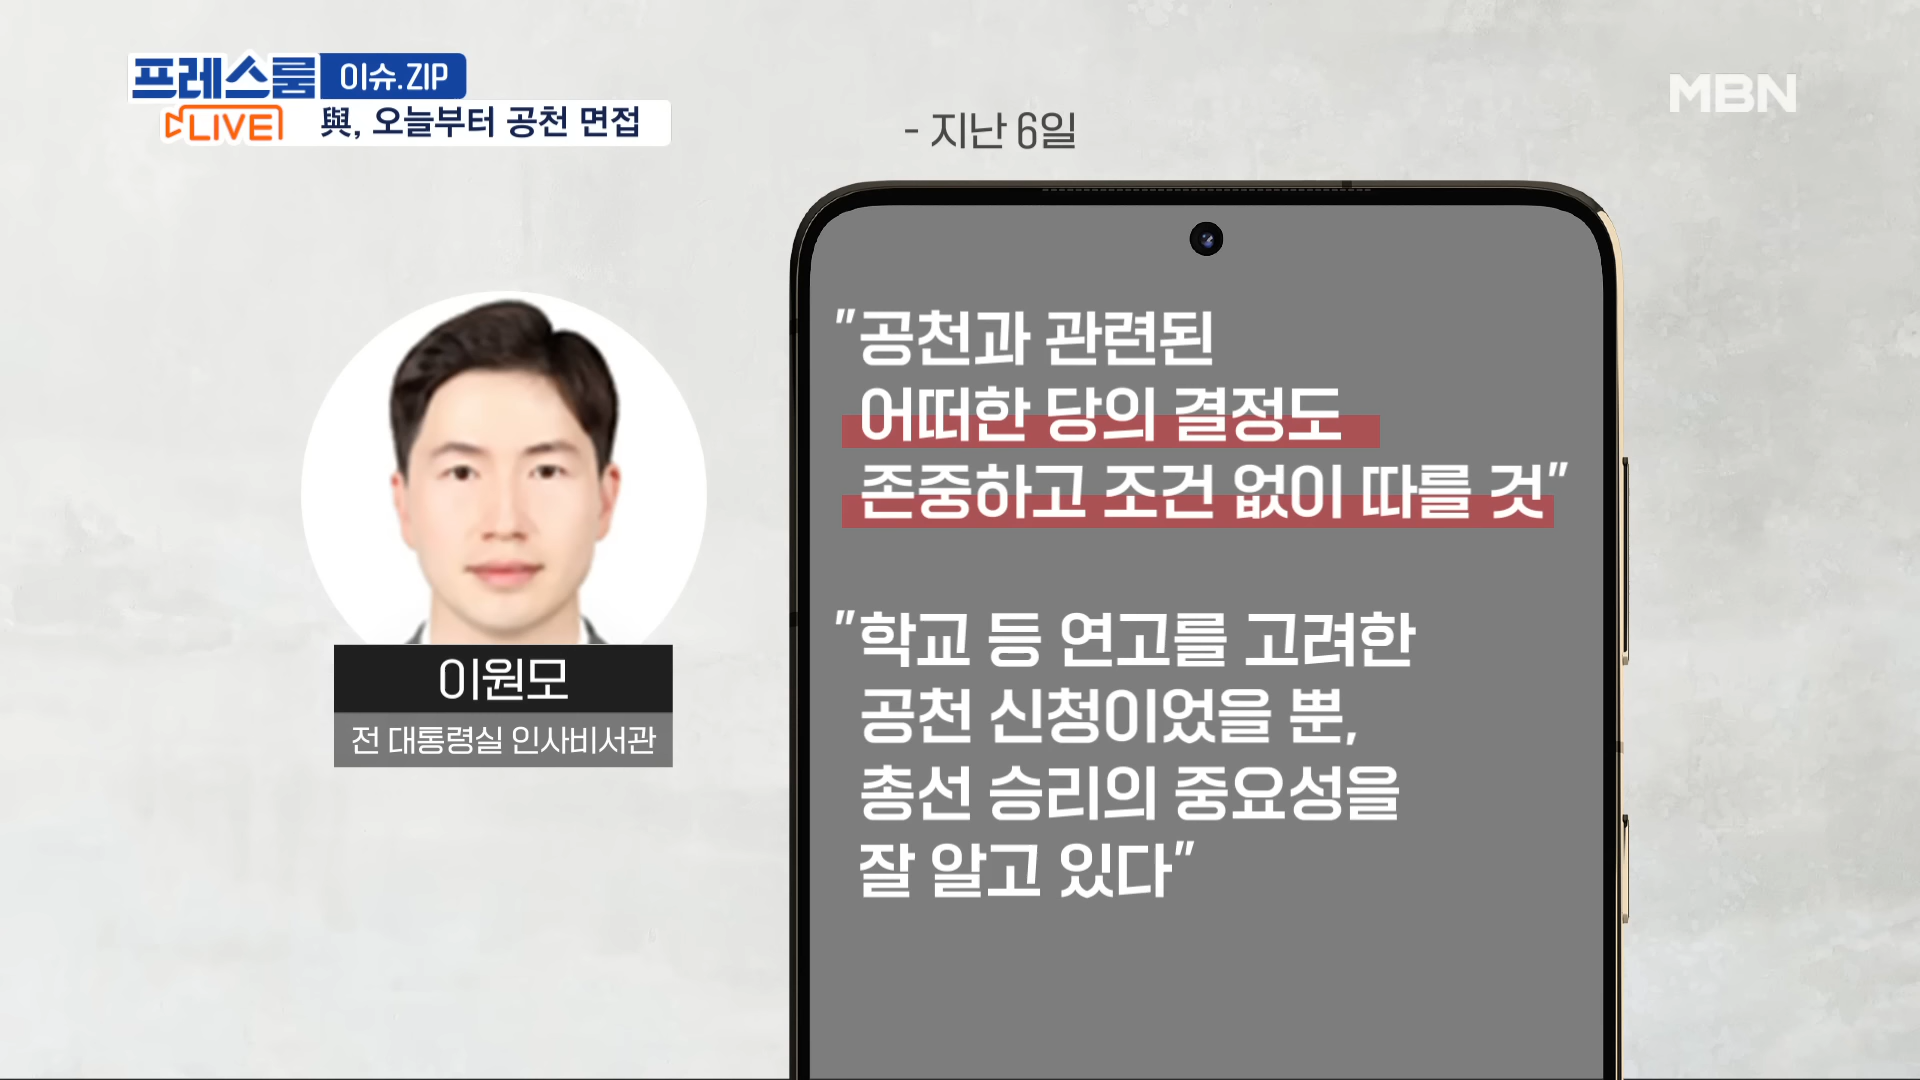 프레스룸 이슈.ZIP
LIVE 與, 오늘부터 공천 면접
MBN
- 지난 6일
"공천과 관련된
어떠한 당의 결정도
존중하고 조건 없이 따를 것"
"학교 등 연고를 고려한
공천 신청이었을 뿐,
총선 승리의 중요성을
잘 알고 있다"
이원모
전 대통령실 인사비서관